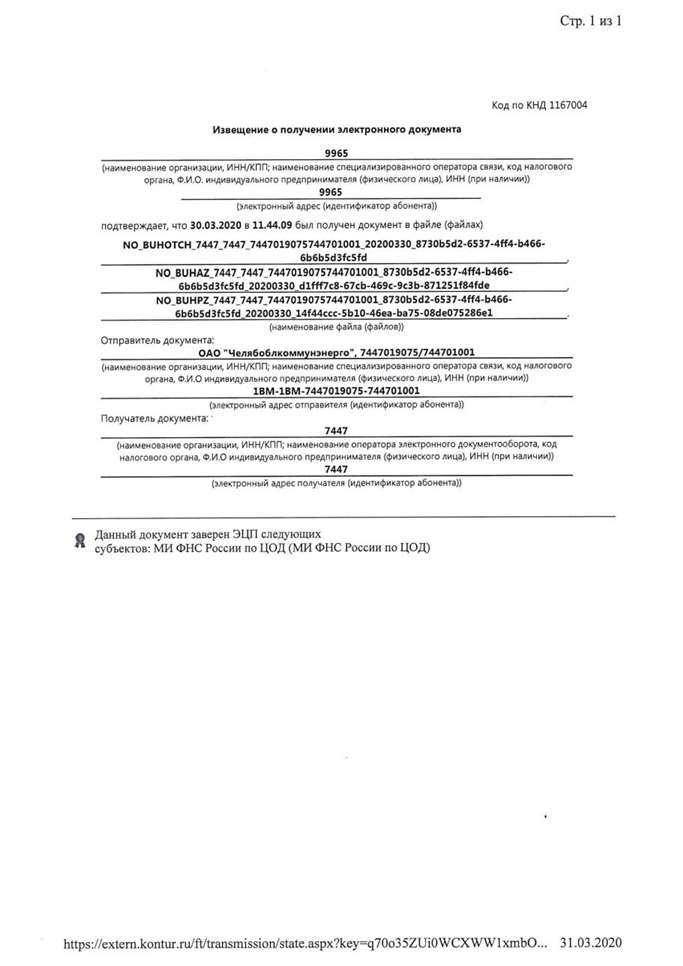 Стр. 1 из 1
Код по КНД 1167004
Извещение о получении электронного документа
9965
(наименование организации, ИНН/КПП; наименование специализированного оператора связи, код налогового
органа, Ф.И.О. индивидуального предпринимателя (физического лица), ИНН (при наличии))
9965
(электронный адрес (идентификатор абонента))
подтверждает, что 30.03.2020 в 11.44.09 был получен документ в файле (файлах)
NO_BUHOTCH_7447_7447_7447019075744701001_20200330_8730b5d2-6537-4ff4-b466-
6b6b5d3fc5fd ,
NO_BUHAZ_7447_7447_7447019075744701001_8730b5d2-6537-4ff4-b466-
6b6b5d3fc5fd_20200330_d1fff7c8-67cb-469c-9c3b-871251f84fde ,
NO_BUHPZ_7447_7447_7447019075744701001_8730b5d2-6537-4ff4-b466-
6b6b5d3fc5fd_20200330_14f44ccc-5b10-46ea-ba75-08de075286e1 .
(наименование файла (файлов))
Отправитель документа:
ОАО "Челябоблкоммунэнерго", 7447019075/744701001
(наименование организации, ИНН/КПП; наименование специализированного оператора связи, код налогового
органа, Ф.И.О индивидуального предпринимателя (физического лица), ИНН (при наличии))
1BM-1BM-7447019075-744701001
(электронный адрес отправителя (идентификатор абонента))
Получатель документа:
7447
(наименование организации, ИНН/КПП; наименование оператора электронного документооборота, код
налогового органа, Ф.И.О индивидуального предпринимателя (физического лица), ИНН (при наличии))
7447
(электронный адрес получателя (идентификатор абонента))
Данный документ заверен ЭЦП следующих
субъектов: МИ ФНС России по ЦОД (МИ ФНС России по ЦОД)
https://extern.kontur.ru/ft/transmission/state.aspx?key=q70o35ZUi0WCXWW1xmbO... 31.03.2020